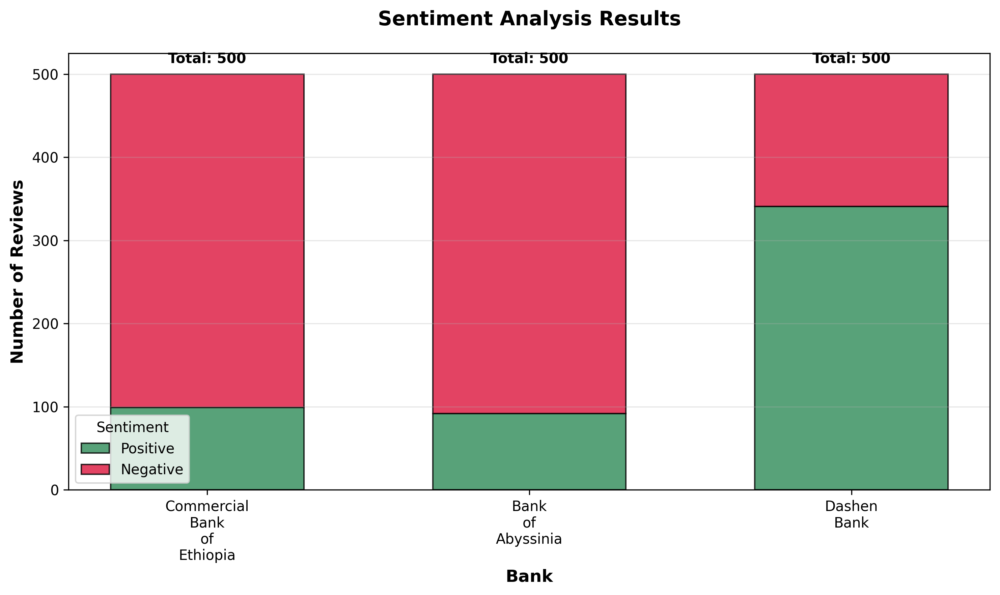 Sentiment Analysis Results
Total: 500
Total: 500
Total: 500
500
400
300
200
100
0
Number of Reviews
Sentiment
Positive
Negative
Commercial
Bank
of
Ethiopia
Bank
of
Abyssinia
Dashen
Bank
Bank